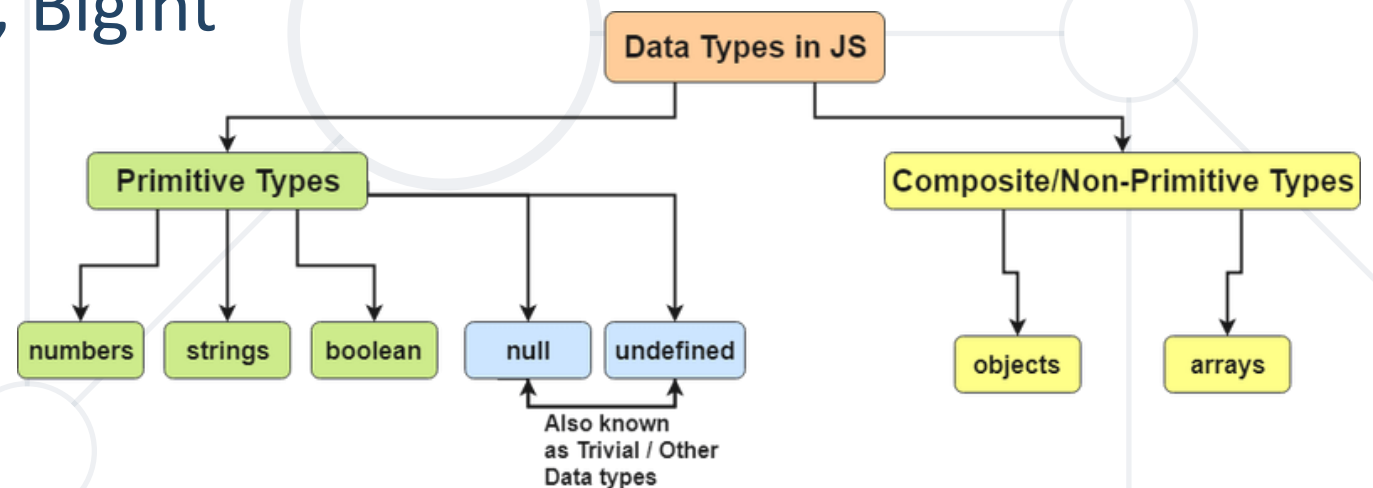 , BigInt
Data Types in JS
Primitive Types
Composite/Non-Primitive Types
numbers
strings
boolean
null
undefined
objects
arrays
Also known
as Trivial / Other
Data types